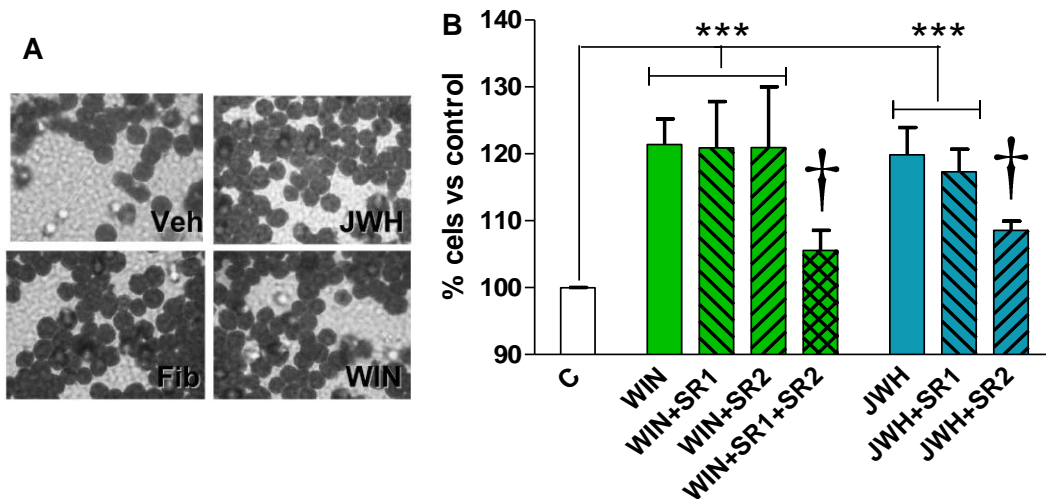 A
Veh
JWH
Fib
WIN
B
% cels vs control
140
130
120
110
100
90
***
***
†
†
C
WIN
WIN+SR1
WIN+SR2
WIN+SR1+SR2
JWH
JWH+SR1
JWH+SR2